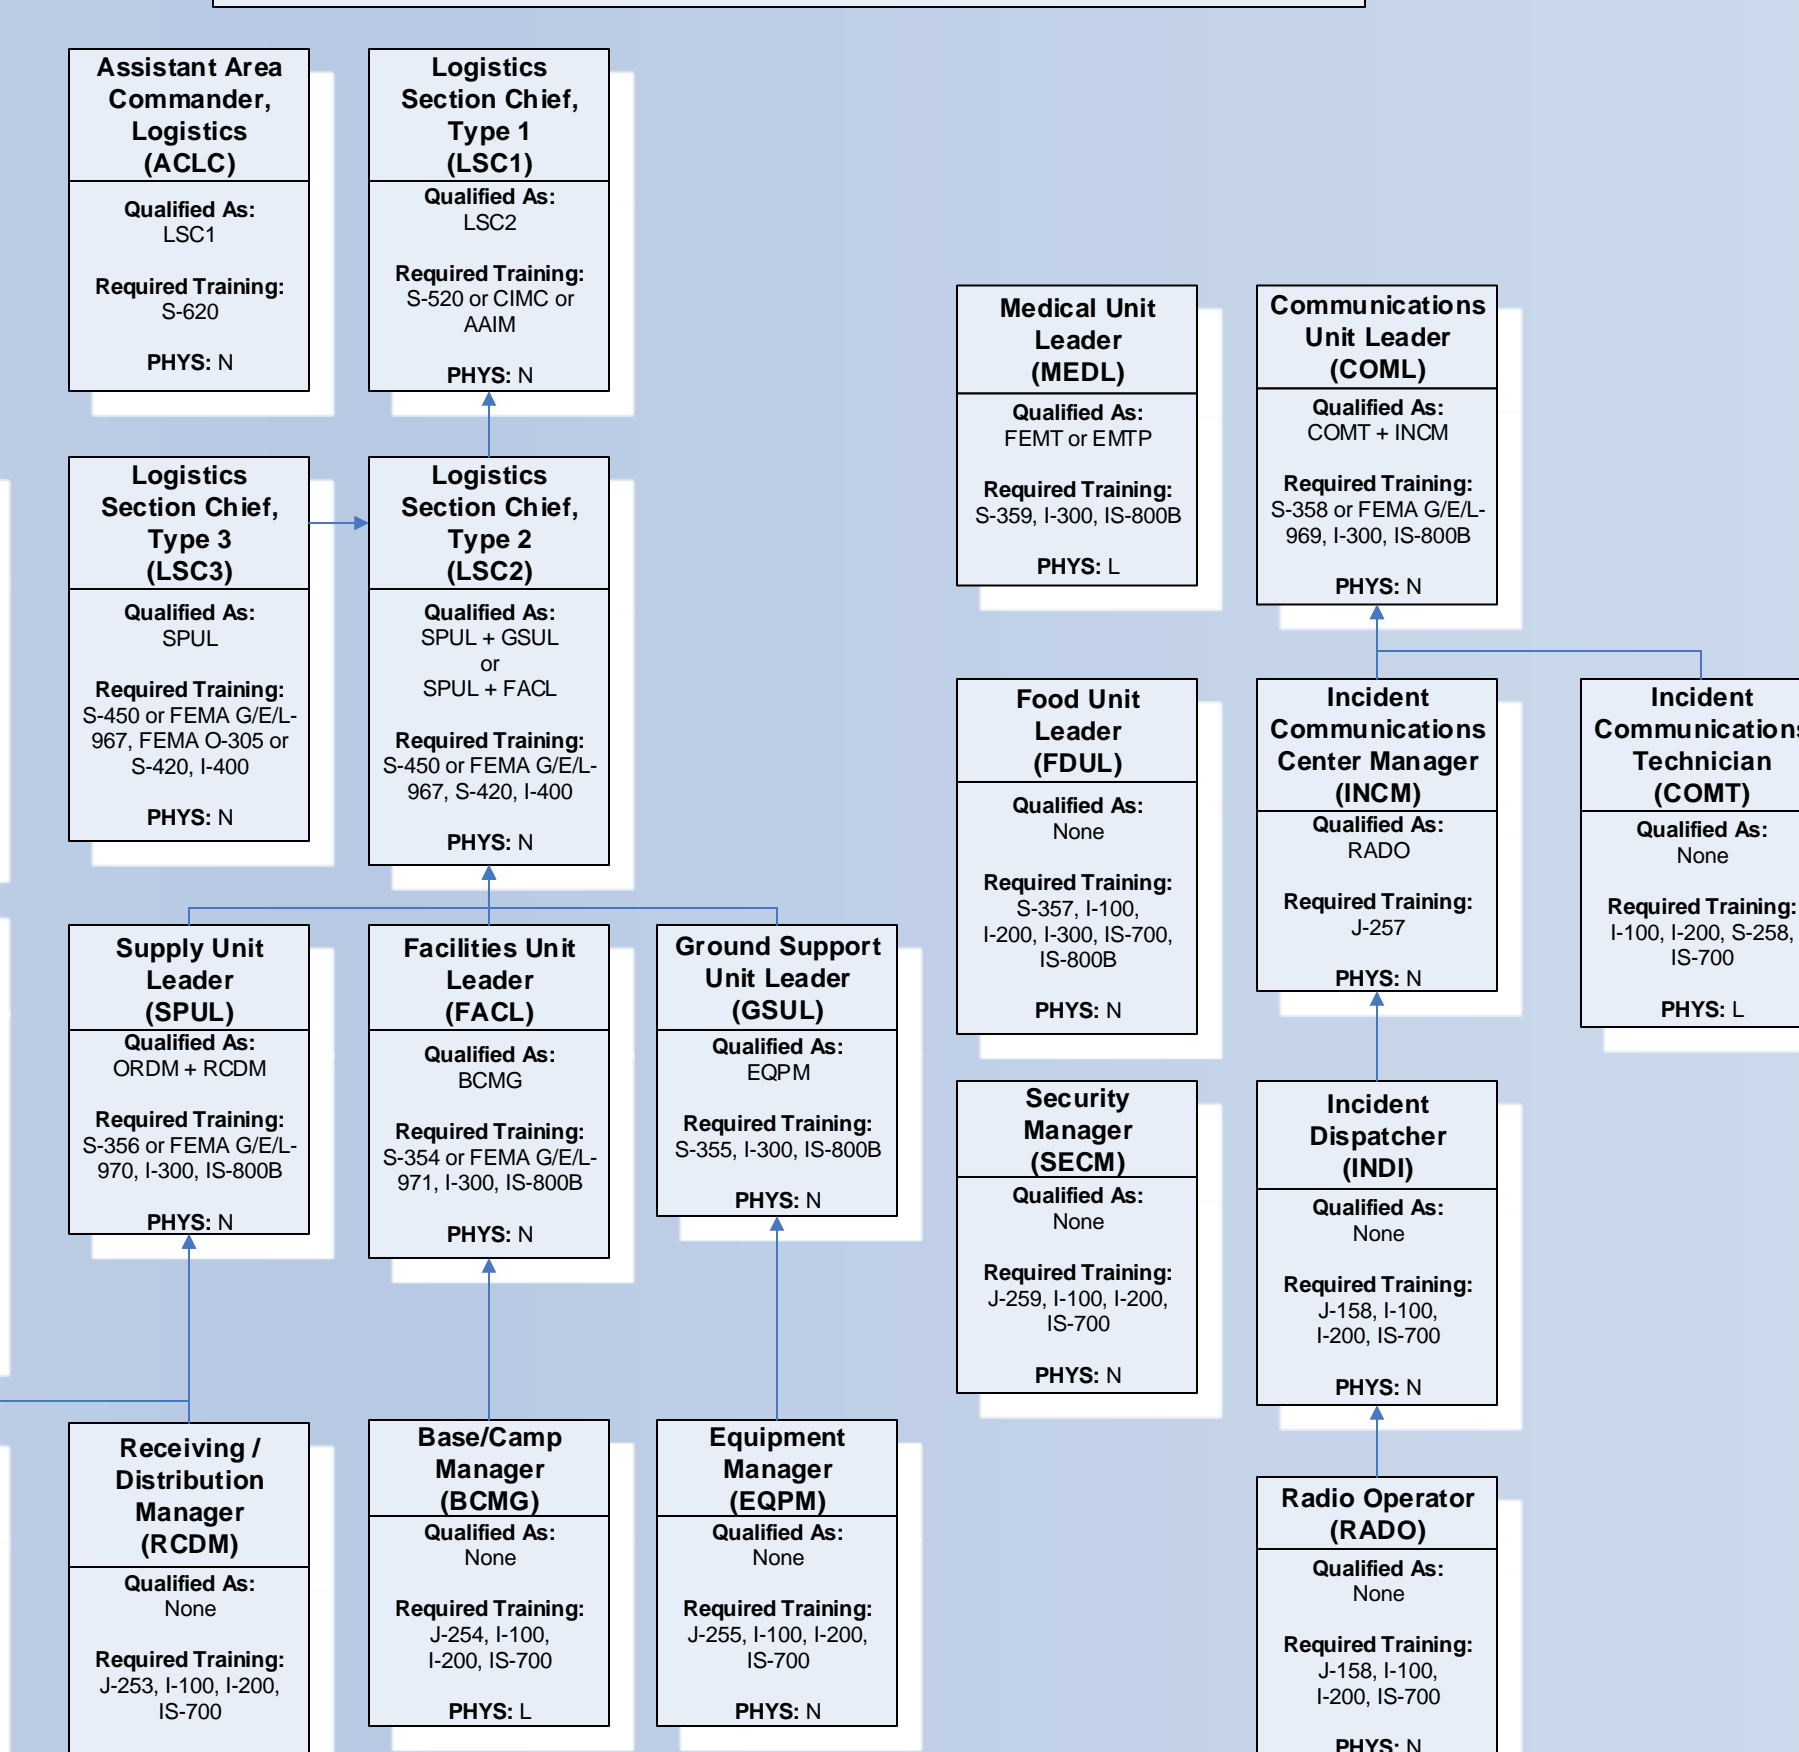 Assistant Area
Commander,
Logistics
(ACLC)
Qualified As:
LSC1
Required Training:
S-620
PHYS: N
Logistics
Section Chief,
Type 1
(LSC1)
Qualified As:
LSC2
Required Training:
S-520 or CIMC or
AAIM
PHYS: N
Medical Unit
Leader
(MEDL)
Qualified As:
FEMT or EMTP
Required Training:
S-359, I-300, IS-800B
PHYS: L
Communications
Unit Leader
(COML)
Qualified As:
COMT + INCM
Required Training:
S-358 or FEMA G/E/L-
969, I-300, IS-800B
PHYS: N
Logistics
Section Chief,
Type 3
(LSC3)
Qualified As:
SPUL
Required Training:
S-450 or FEMA G/E/L-
967, FEMA O-305 or
S-420, I-400
PHYS: N
Logistics
Section Chief,
Type 2
(LSC2)
Qualified As:
SPUL + GSUL
or
SPUL + FACL
Required Training:
S-450 or FEMA G/E/L-
967, S-420, I-400
PHYS: N
Food Unit
Leader
(FDUL)
Qualified As:
None
Required Training:
S-357, I-100,
I-200, I-300, IS-700,
IS-800B
PHYS: N
Incident
Communications
Center Manager
(INCM)
Qualified As:
RADO
Required Training:
J-257
PHYS: N
Incident
Communications
Technician
(COMT)
Qualified As:
None
Required Training:
I-100, I-200, S-258,
IS-700
PHYS: L
Supply Unit
Leader
(SPUL)
Qualified As:
ORDM + RCDM
Required Training:
S-356 or FEMA G/E/L-
970, I-300, IS-800B
PHYS: N
Facilities Unit
Leader
(FACL)
Qualified As:
BCMG
Required Training:
S-354 or FEMA G/E/L-
971, I-300, IS-800B
PHYS: N
Ground Support
Unit Leader
(GSUL)
Qualified As:
EQPM
Required Training:
S-355, I-300, IS-800B
PHYS: N
Security
Manager
(SECM)
Qualified As:
None
Required Training:
J-259, I-100, I-200,
IS-700
PHYS: N
Incident
Dispatcher
(INDI)
Qualified As:
None
Required Training:
J-158, I-100,
I-200, IS-700
PHYS: N
Receiving /
Distribution
Manager
(RCDM)
Qualified As:
None
Required Training:
J-253, I-100, I-200,
IS-700
Base/Camp
Manager
(BCMG)
Qualified As:
None
Required Training:
J-254, I-100,
I-200, IS-700
PHYS: L
Equipment
Manager
(EQPM)
Qualified As:
None
Required Training:
J-255, I-100, I-200,
IS-700
PHYS: N
Radio Operator
(RADO)
Qualified As:
None
Required Training:
J-158, I-100,
I-200, IS-700
PHYS: N